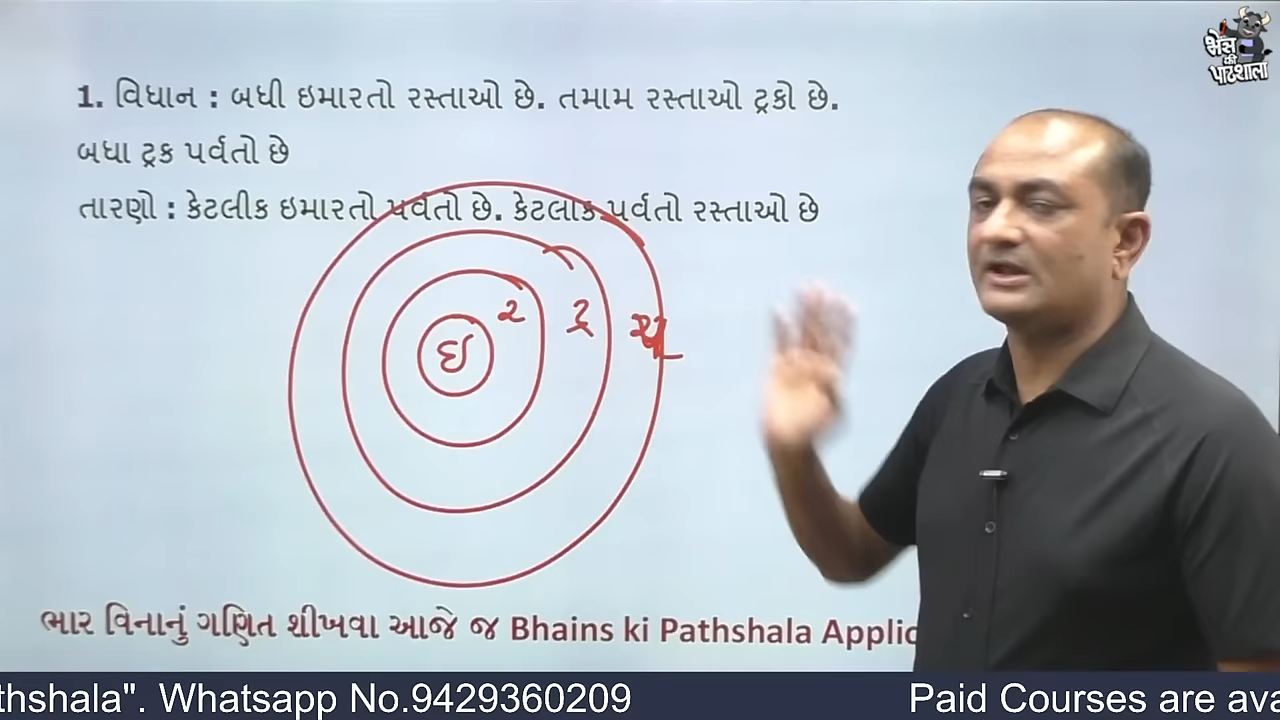 भैंस
की
पाठशाला
1. વિધાન : બધી ઇમારતો રસ્તાઓ છે. તમામ રસ્તાઓ ટ્રકો છે.
બધા ટ્રક પર્વતો છે
તારણો : કેટલીક ઇમારતો પર્વતો છે. કેટલાક પર્વતો રસ્તાઓ છે
ઇ ર ટ્ર
ભાર વિનાનું ગણિત શીખવા આજે જ Bhains ki Pathshala Applic
thshala". Whatsapp No.9429360209 Paid Courses are ava